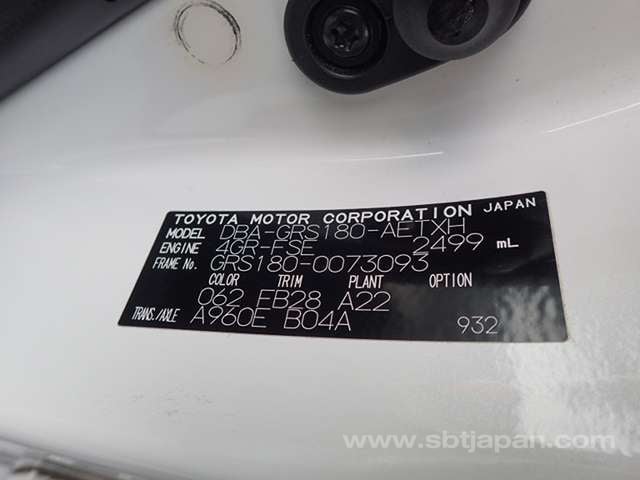 TOYOTA MOTOR CORPORATION JAPAN
MODEL DBA-GRS180-AETXH
ENGINE 4GR-FSE 2499 mL
FRAME No. GRS180-0073093
COLOR TRIM PLANT OPTION
062 FB28 A22
TRANS./AXLE A960E B04A 932
www.sbtjapan.com